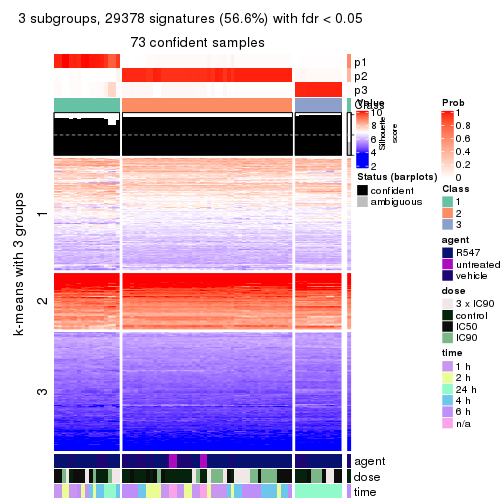 3 subgroups, 29378 signatures (56.6%) with fdr < 0.05
73 confident samples
p1
p2
p3
Class
Silhouette
score
k-means with 3 groups
1
2
3
agent
dose
time
Value
10
8
6
4
2
Status (barplots)
confident
ambiguous
Prob
1
0.8
0.6
0.4
0.2
0
Class
1
2
3
agent
R547
untreated
vehicle
dose
3 x IC90
control
IC50
IC90
time
1 h
2 h
24 h
4 h
6 h
n/a